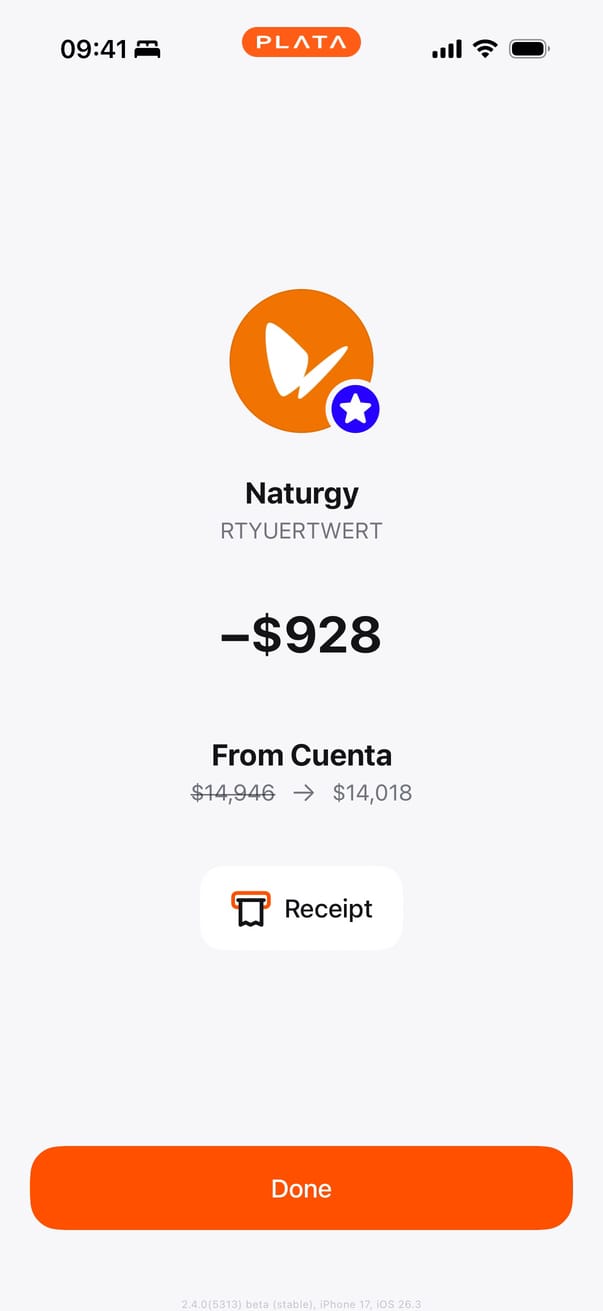 09:41
PLATA
Naturgy
RTYUERTWERT
–$928
From Cuenta
$14,946 → $14,018
Receipt
Done
2.4.0(5313) beta (stable), iPhone 17, iOS 26.3